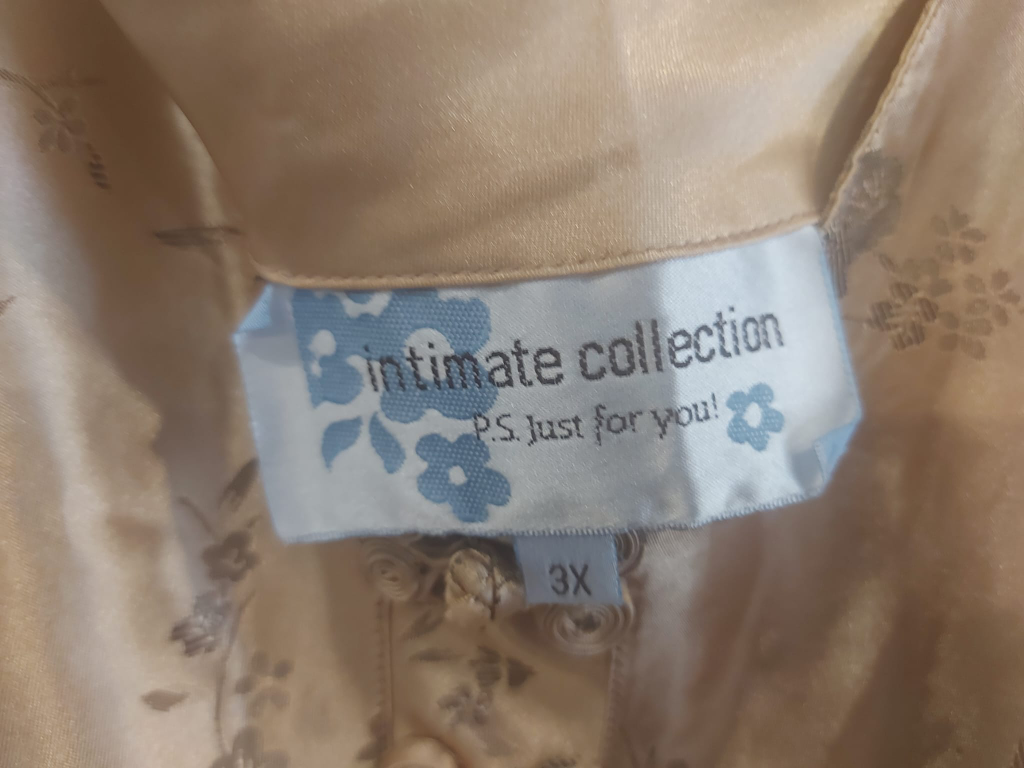 intimate collection
P.S. Just for you!
3X